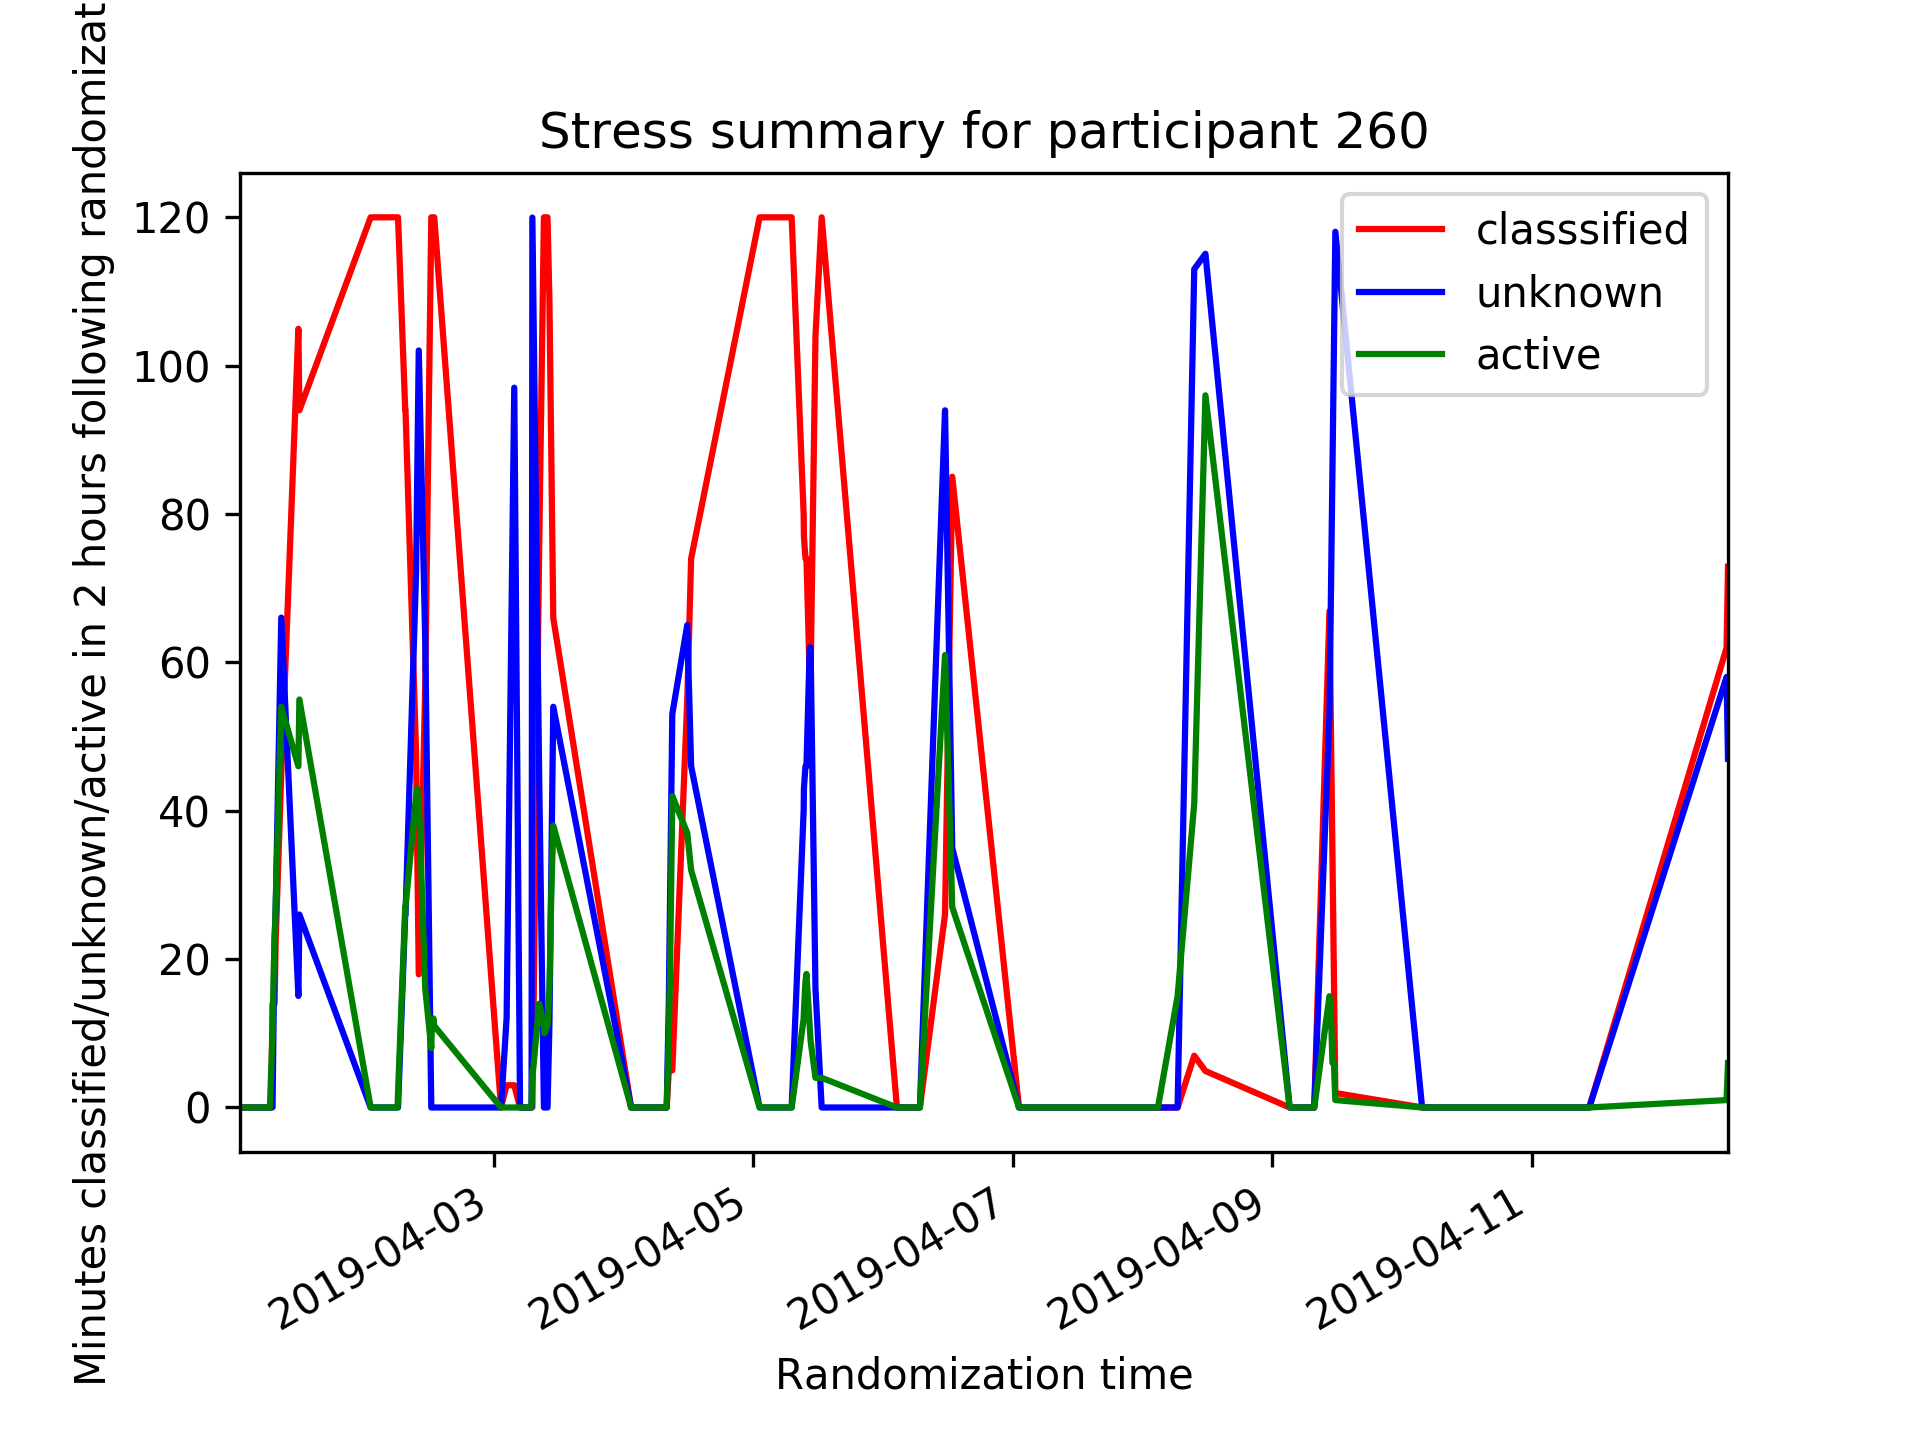 Stress summary for participant 260
Minutes classified/unknown/active in 2 hours following randomizat
120
100
80
60
40
20
0
classsified
unknown
active
2019-04-03
2019-04-05
2019-04-07
2019-04-09
2019-04-11
Randomization time